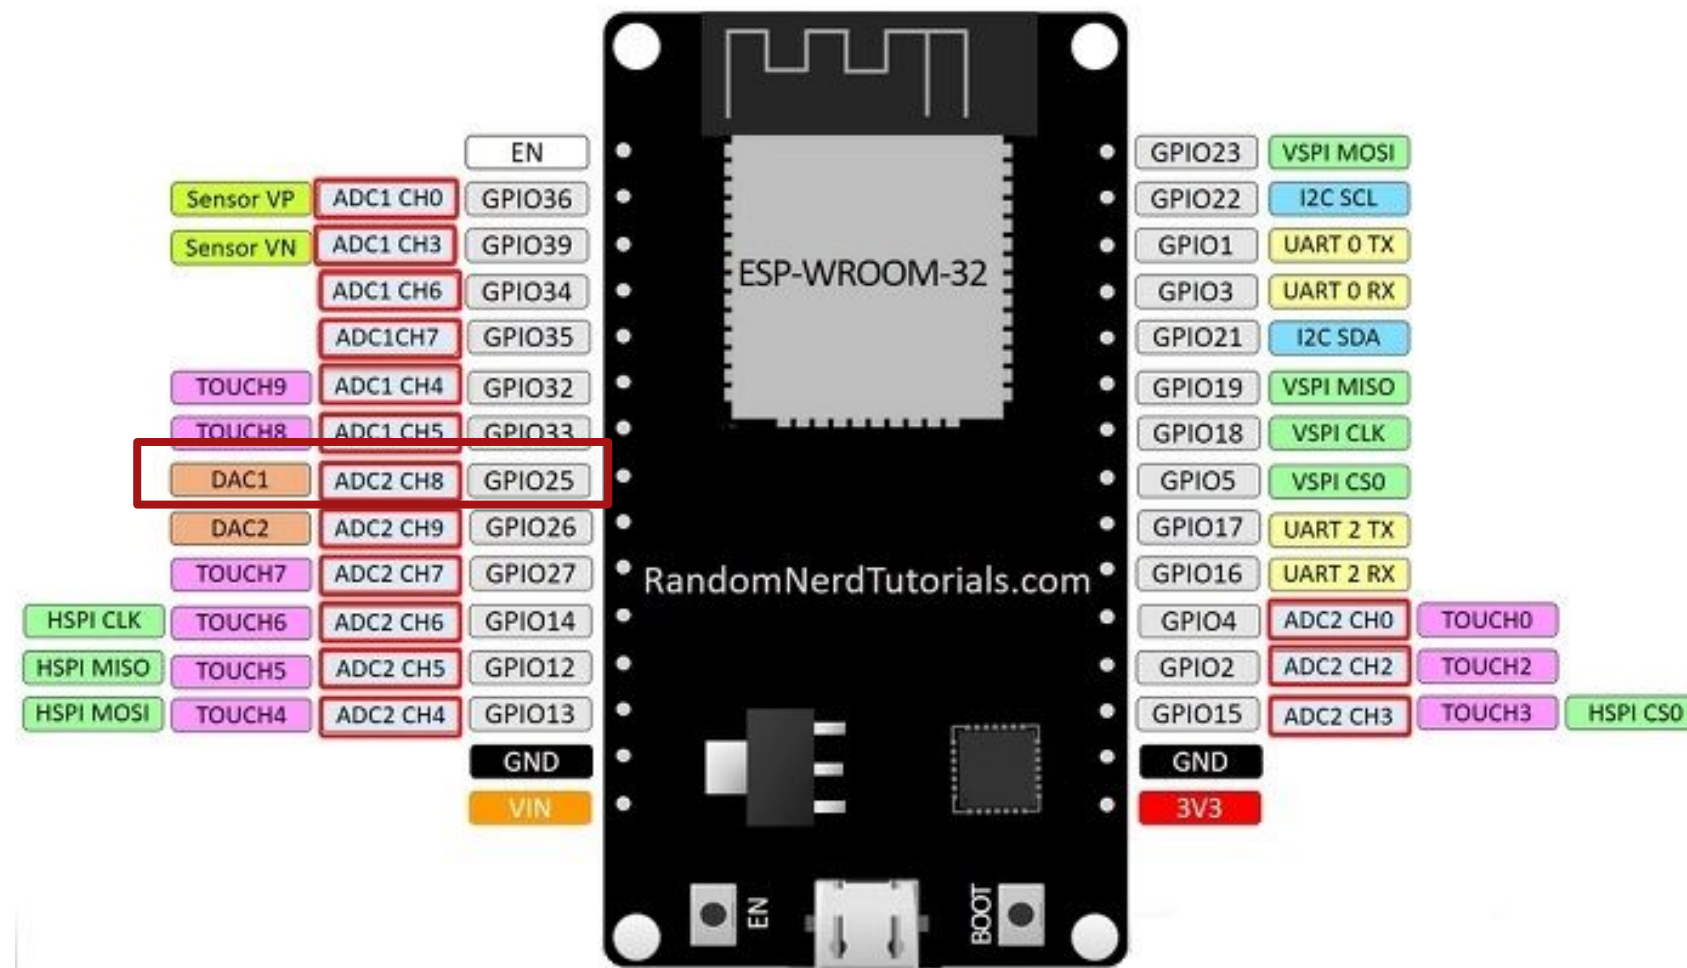 EN
Sensor VP ADC1 CH0 GPIO36
Sensor VN ADC1 CH3 GPIO39
ADC1 CH6 GPIO34
ADC1CH7 GPIO35
TOUCH9 ADC1 CH4 GPIO32
TOUCH8 ADC1 CH5 GPIO33
DAC1 ADC2 CH8 GPIO25
DAC2 ADC2 CH9 GPIO26
TOUCH7 ADC2 CH7 GPIO27
HSPI CLK TOUCH6 ADC2 CH6 GPIO14
HSPI MISO TOUCH5 ADC2 CH5 GPIO12
HSPI MOSI TOUCH4 ADC2 CH4 GPIO13
GND
VIN
ESP-WROOM-32
RandomNerdTutorials.com
EN
BOOT
GPIO23 VSPI MOSI
GPIO22 I2C SCL
GPIO1 UART 0 TX
GPIO3 UART 0 RX
GPIO21 I2C SDA
GPIO19 VSPI MISO
GPIO18 VSPI CLK
GPIO5 VSPI CS0
GPIO17 UART 2 TX
GPIO16 UART 2 RX
GPIO4 ADC2 CH0 TOUCH0
GPIO2 ADC2 CH2 TOUCH2
GPIO15 ADC2 CH3 TOUCH3 HSPI CS0
GND
3V3